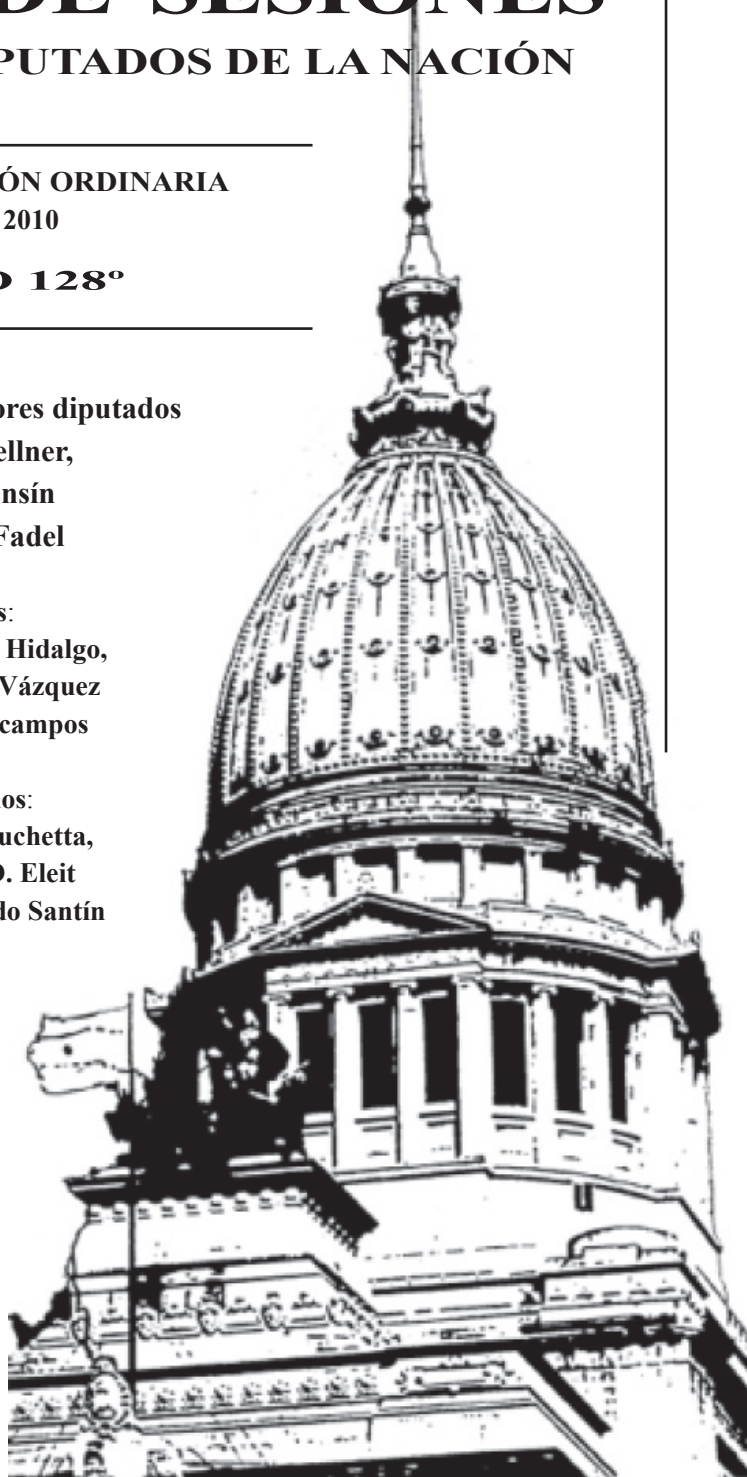 DE SESIONES
PUTADOS DE LA NACIÓN
ÓN ORDINARIA
2010
O 128º
ores diputados
ellner,
nsín
Fadel
s:
Hidalgo,
Vázquez
campos
ios:
uchetta,
D. Eleit
do Santín